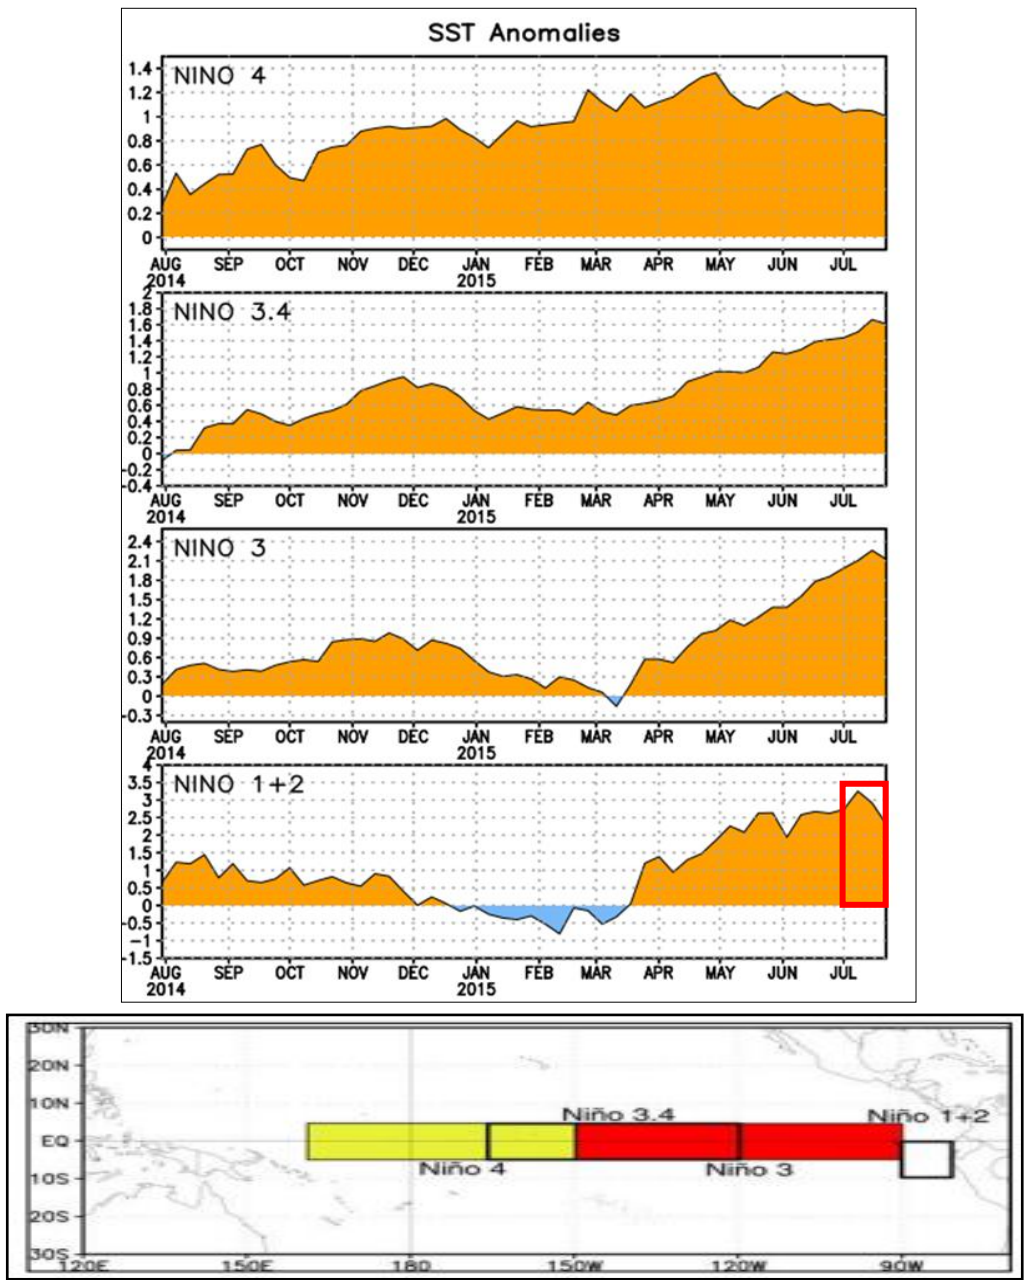 SST Anomalies
NINO 4
1.4
1.2
1
0.8
0.6
0.4
0.2
0
AUG SEP OCT NOV DEC JAN FEB MAR APR MAY JUN JUL
2014 2015
NINO 3.4
2
1.8
1.6
1.4
1.2
1
0.8
0.6
0.4
0.2
0
-0.2
-0.4
AUG SEP OCT NOV DEC JAN FEB MAR APR MAY JUN JUL
2014 2015
NINO 3
2.4
2.1
1.8
1.5
1.2
0.9
0.6
0.3
0
-0.3
AUG SEP OCT NOV DEC JAN FEB MAR APR MAY JUN JUL
2014 2015
NINO 1+2
4
3.5
3
2.5
2
1.5
1
0.5
0
-0.5
-1
-1.5
AUG SEP OCT NOV DEC JAN FEB MAR APR MAY JUN JUL
2014 2015
30N
20N
10N
EQ
10S
20S
30S
Niño 3.4 Niño 1+2
Niño 4 Niño 3
120E 150E 180 150W 120W 90W